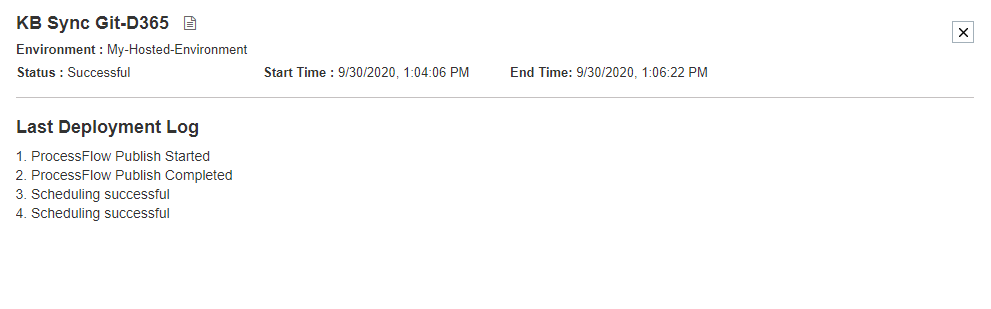 KB Sync Git-D365
Environment : My-Hosted-Environment
Status : Successful Start Time : 9/30/2020, 1:04:06 PM End Time: 9/30/2020, 1:06:22 PM
Last Deployment Log
1. ProcessFlow Publish Started
2. ProcessFlow Publish Completed
3. Scheduling successful
4. Scheduling successful